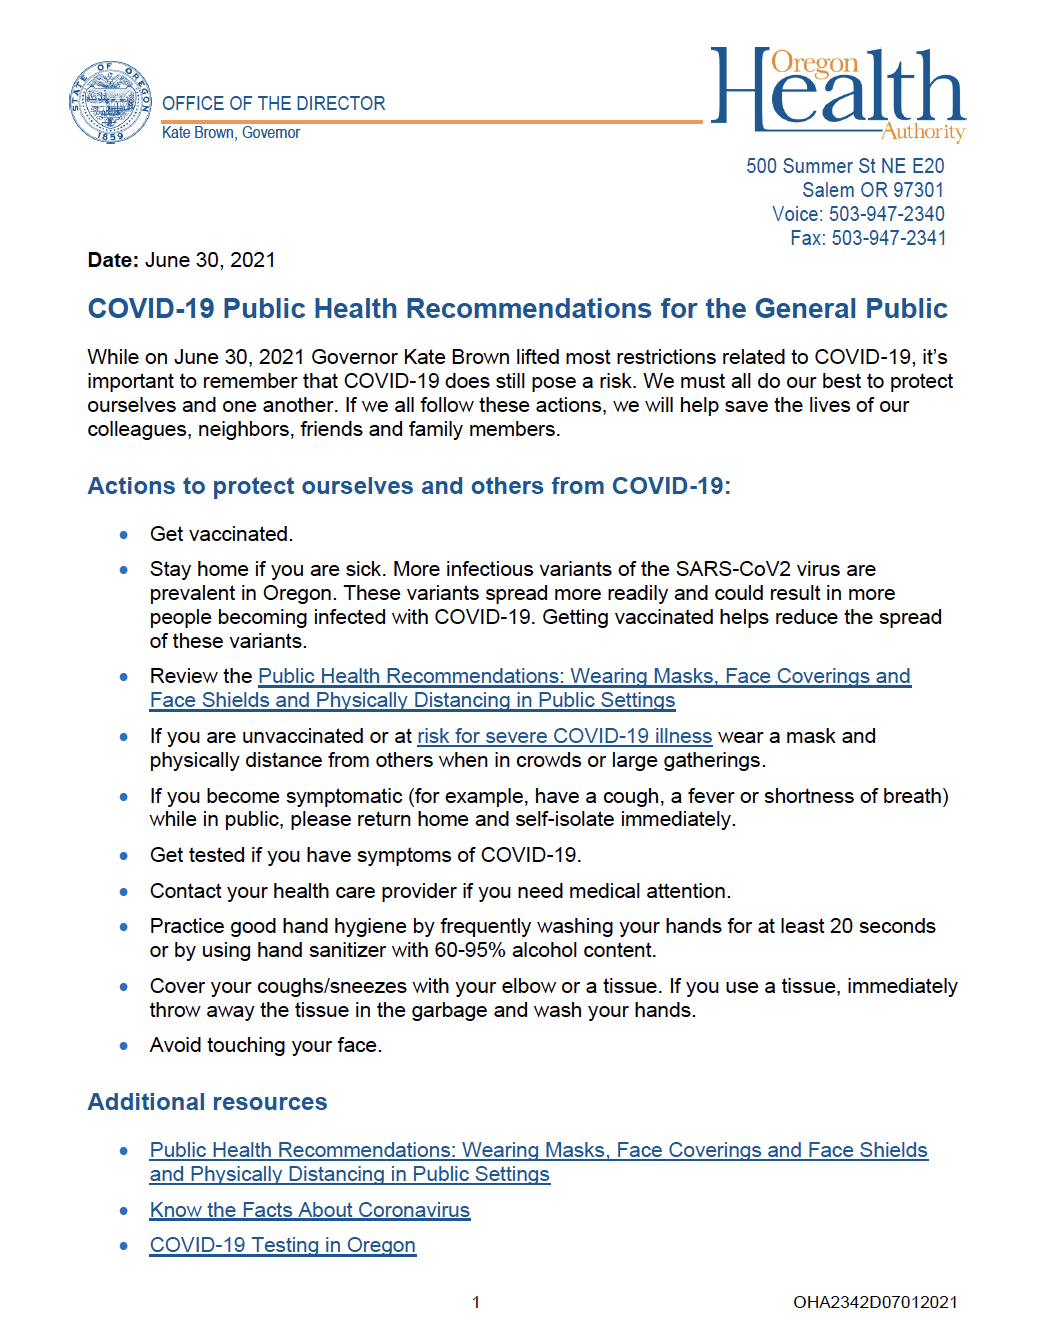 STATE OF OREGON
1859
OFFICE OF THE DIRECTOR
Kate Brown, Governor
Oregon
Health
Authority
500 Summer St NE E20
Salem OR 97301
Voice: 503-947-2340
Fax: 503-947-2341
Date: June 30, 2021
COVID-19 Public Health Recommendations for the General Public
While on June 30, 2021 Governor Kate Brown lifted most restrictions related to COVID-19, it's
important to remember that COVID-19 does still pose a risk. We must all do our best to protect
ourselves and one another. If we all follow these actions, we will help save the lives of our
colleagues, neighbors, friends and family members.
Actions to protect ourselves and others from COVID-19:
• Get vaccinated.
• Stay home if you are sick. More infectious variants of the SARS-CoV2 virus are
prevalent in Oregon. These variants spread more readily and could result in more
people becoming infected with COVID-19. Getting vaccinated helps reduce the spread
of these variants.
• Review the Public Health Recommendations: Wearing Masks, Face Coverings and
Face Shields and Physically Distancing in Public Settings
• If you are unvaccinated or at risk for severe COVID-19 illness wear a mask and
physically distance from others when in crowds or large gatherings.
• If you become symptomatic (for example, have a cough, a fever or shortness of breath)
while in public, please return home and self-isolate immediately.
• Get tested if you have symptoms of COVID-19.
• Contact your health care provider if you need medical attention.
• Practice good hand hygiene by frequently washing your hands for at least 20 seconds
or by using hand sanitizer with 60-95% alcohol content.
• Cover your coughs/sneezes with your elbow or a tissue. If you use a tissue, immediately
throw away the tissue in the garbage and wash your hands.
• Avoid touching your face.
Additional resources
• Public Health Recommendations: Wearing Masks, Face Coverings and Face Shields
and Physically Distancing in Public Settings
• Know the Facts About Coronavirus
• COVID-19 Testing in Oregon
1
OHA2342D07012021